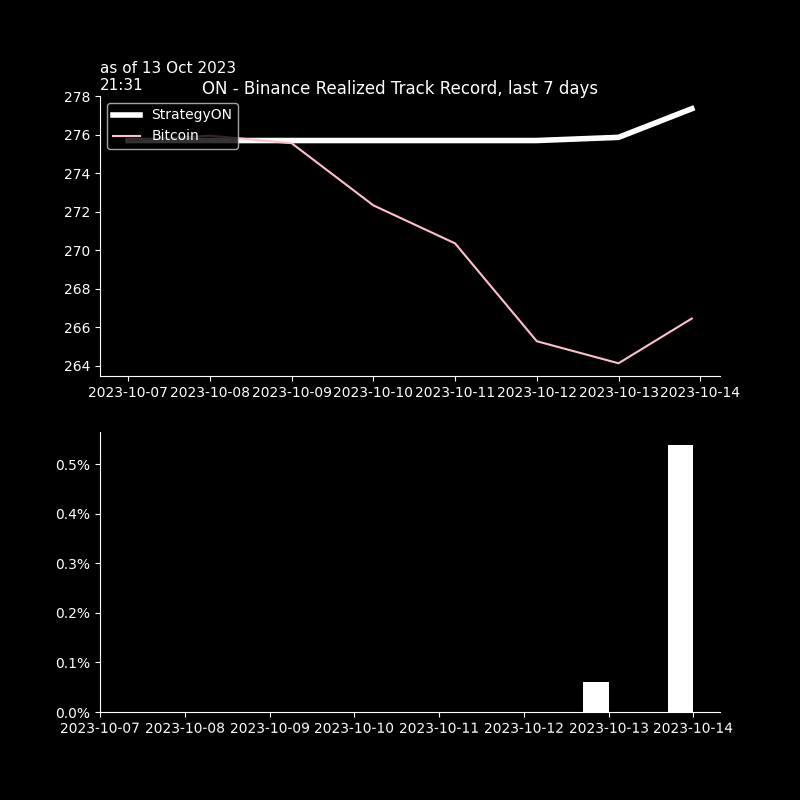 as of 13 Oct 2023
21:31
ON - Binance Realized Track Record, last 7 days
278
StrategyON
Bitcoin
276
274
272
270
268
266
264
2023-10-07 2023-10-08 2023-10-09 2023-10-10 2023-10-11 2023-10-12 2023-10-13 2023-10-14
0.5%
0.4%
0.3%
0.2%
0.1%
0.0%
2023-10-07 2023-10-08 2023-10-09 2023-10-10 2023-10-11 2023-10-12 2023-10-13 2023-10-14